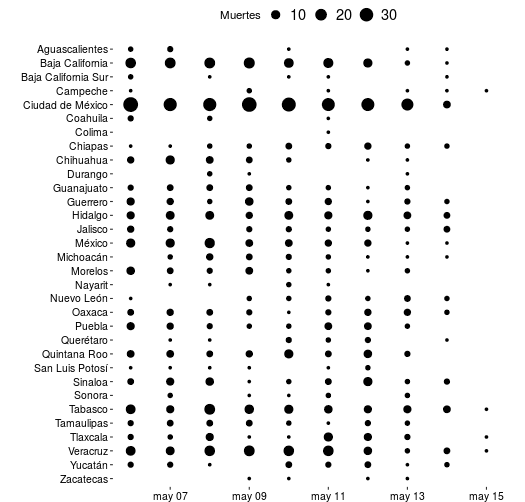 Muertes 10 20 30
Aguascalientes
Baja California
Baja California Sur
Campeche
Ciudad de México
Coahuila
Colima
Chiapas
Chihuahua
Durango
Guanajuato
Guerrero
Hidalgo
Jalisco
México
Michoacán
Morelos
Nayarit
Nuevo León
Oaxaca
Puebla
Querétaro
Quintana Roo
San Luis Potosí
Sinaloa
Sonora
Tabasco
Tamaulipas
Tlaxcala
Veracruz
Yucatán
Zacatecas
may 07 may 09 may 11 may 13 may 15